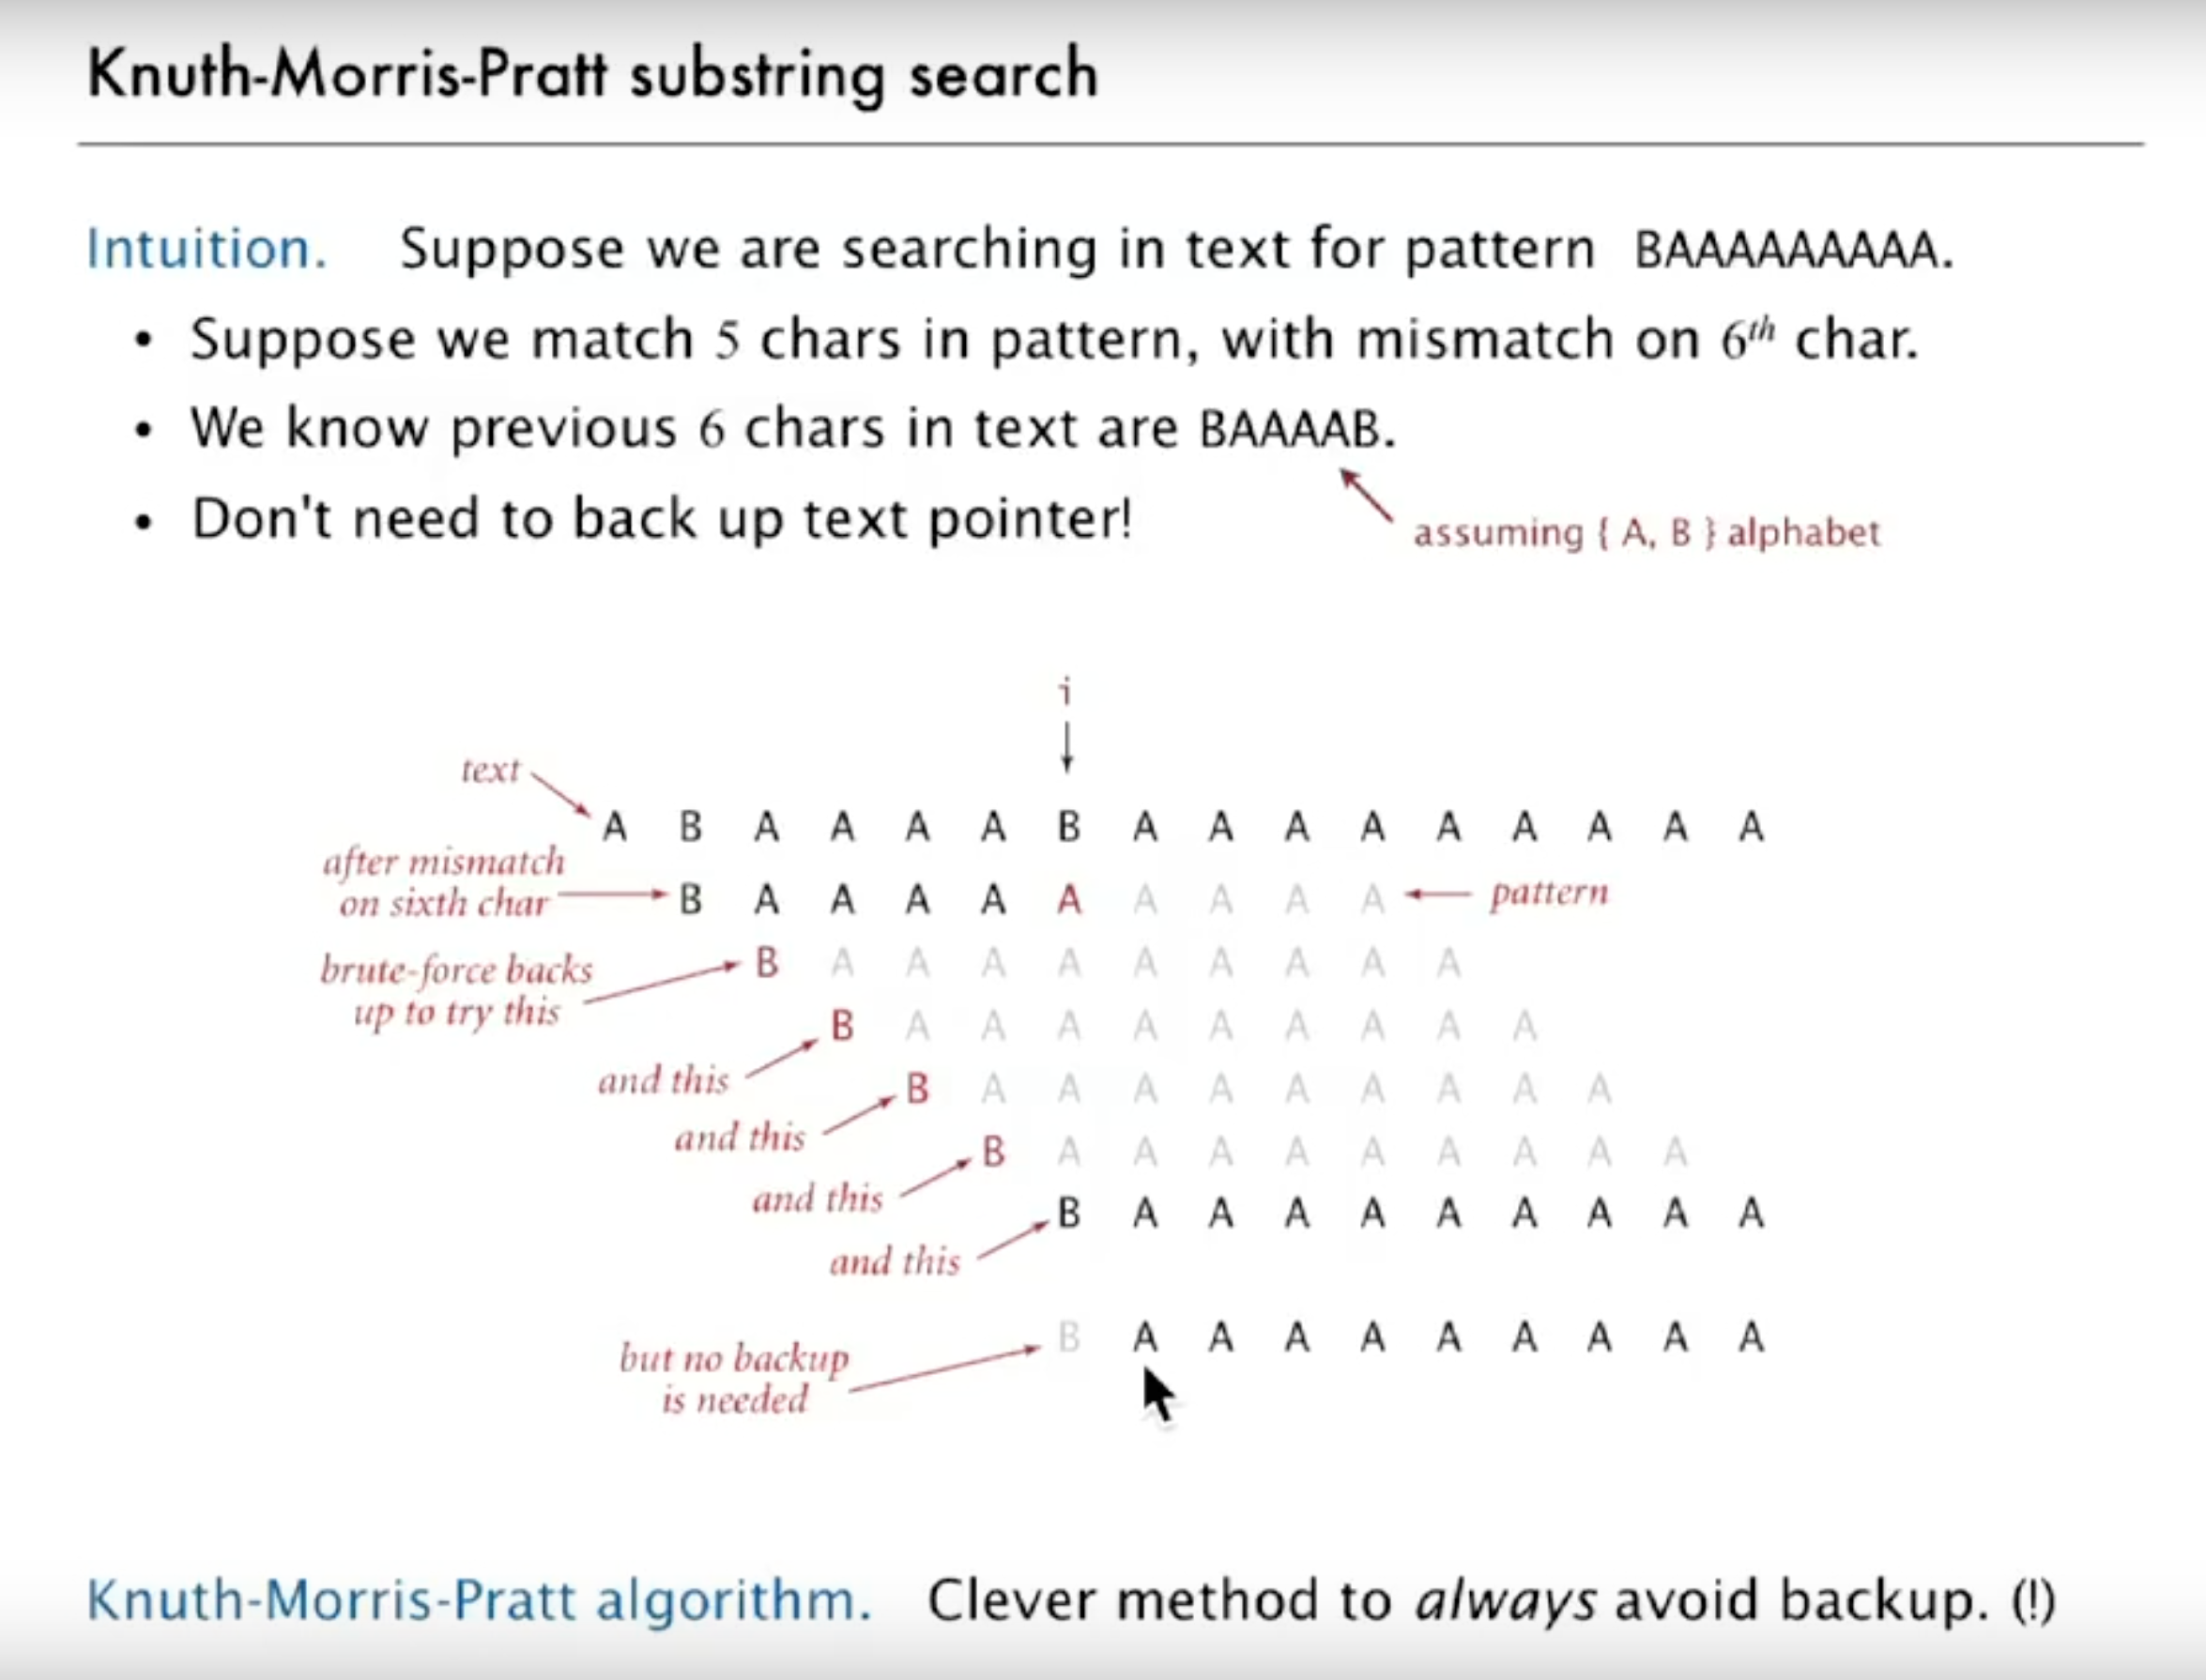 Knuth-Morris-Pratt substring search
Intuition. Suppose we are searching in text for pattern BAAAAAAAAA.
• Suppose we match 5 chars in pattern, with mismatch on 6th char.
• We know previous 6 chars in text are BAAAAB.
• Don't need to back up text pointer!
assuming { A, B } alphabet
i
text
A B A A A A B A A A A A A A A A
after mismatch
on sixth char
B A A A A A A A A A
pattern
brute-force backs
up to try this
B A A A A A A A A A
and this
B A A A A A A A A A
and this
B A A A A A A A A A
and this
B A A A A A A A A A
and this
B A A A A A A A A A
but no backup
is needed
B A A A A A A A A A
Knuth-Morris-Pratt algorithm. Clever method to always avoid backup. (!)